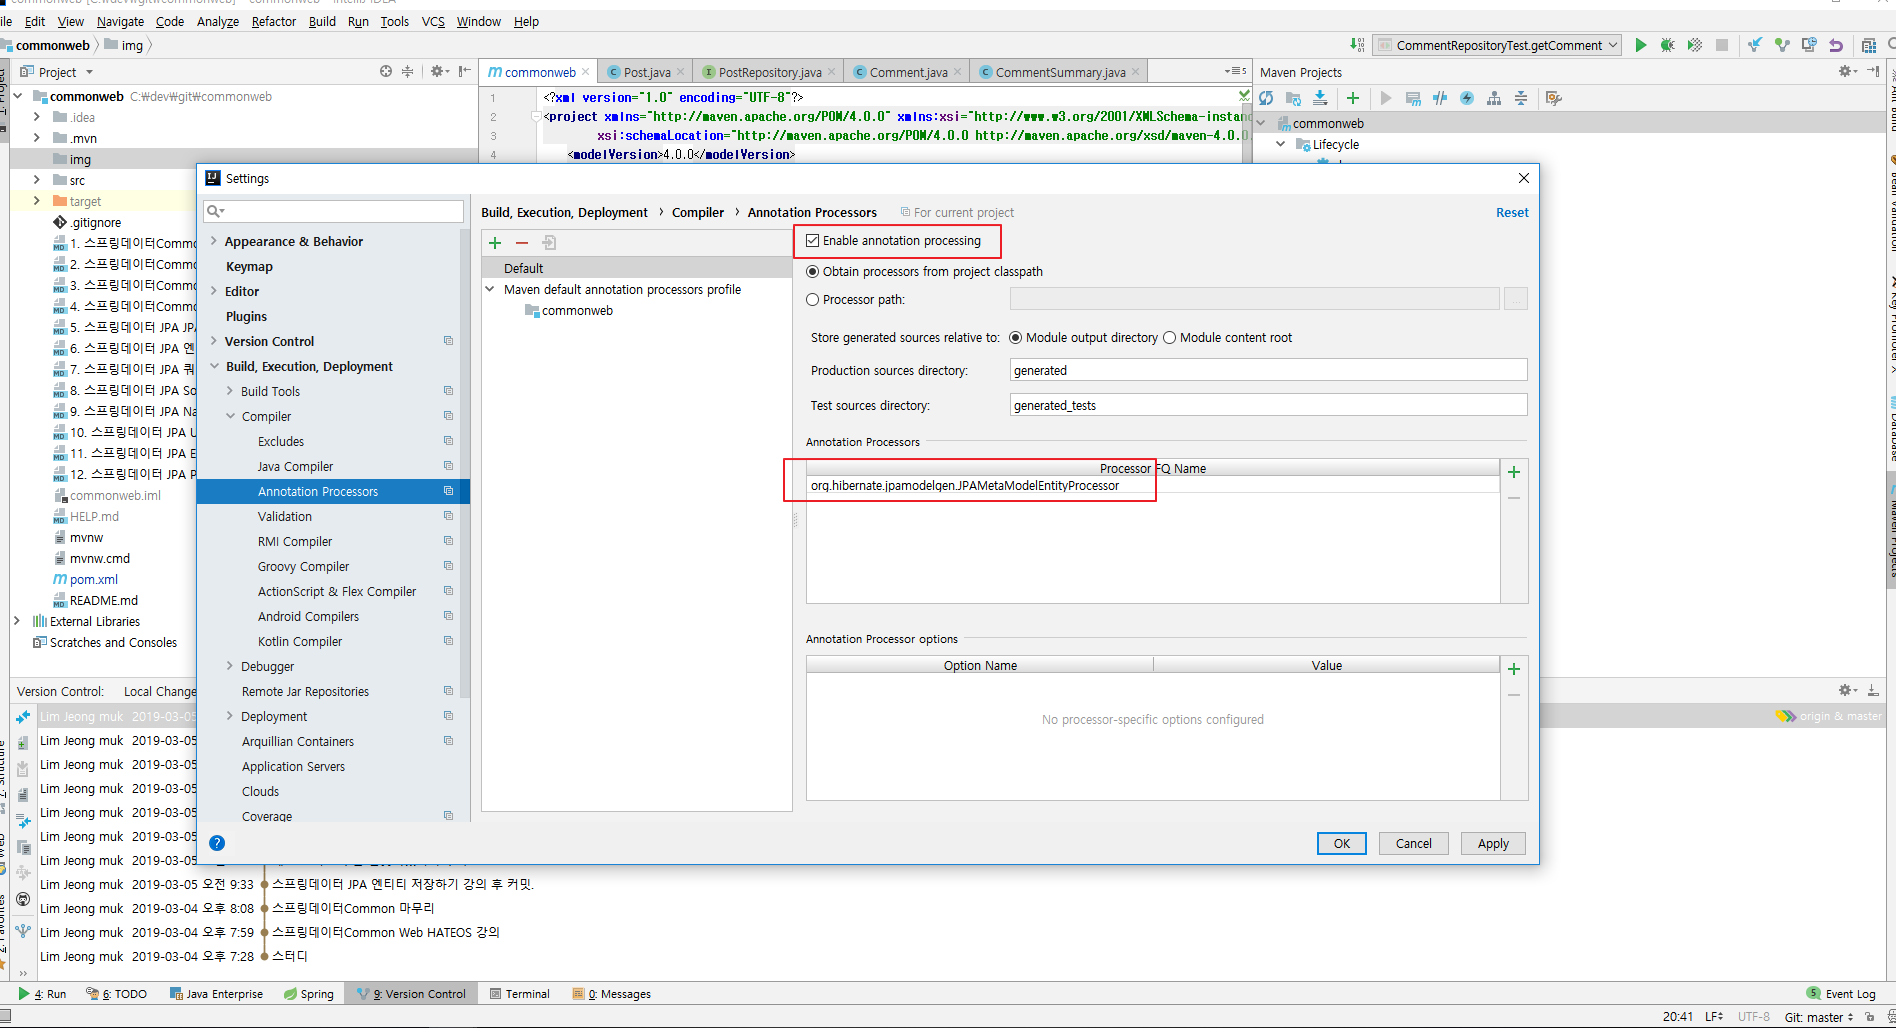 File Edit View Navigate Code Analyze Refactor Build Run Tools VCS Window Help
commonweb img
CommentRepositoryTest.getComment
Project
commonweb Post.java PostRepository.java Comment.java CommentSummary.java
5
Maven Projects
commonweb C:\dev\git\commonweb
.idea
.mvn
img
src
target
.gitignore
1. 스프링데이터Commo
2. 스프링데이터Commo
3. 스프링데이터Commo
4. 스프링데이터Commo
5. 스프링데이터 JPA JPA
6. 스프링데이터 JPA 엔
7. 스프링데이터 JPA 쿼
8. 스프링데이터 JPA So
9. 스프링데이터 JPA Na
10. 스프링데이터 JPA U
11. 스프링데이터 JPA E
12. 스프링데이터 JPA P
commonweb.iml
HELP.md
mvnw
mvnw.cmd
pom.xml
README.md
External Libraries
Scratches and Consoles
1 <?xml version="1.0" encoding="UTF-8"?>
2 <project xmlns="http://maven.apache.org/POM/4.0.0" xmlns:xsi="http://www.w3.org/2001/XMLSchema-instanc
3 xsi:schemaLocation="http://maven.apache.org/POM/4.0.0 http://maven.apache.org/xsd/maven-4.0.0
4 <modelVersion>4.0.0</modelVersion>
commonweb
Lifecycle
Settings
Appearance & Behavior
Keymap
Editor
Plugins
Version Control
Build, Execution, Deployment
Build Tools
Compiler
Excludes
Java Compiler
Annotation Processors
Validation
RMI Compiler
Groovy Compiler
ActionScript & Flex Compiler
Android Compilers
Kotlin Compiler
Debugger
Remote Jar Repositories
Deployment
Arquillian Containers
Application Servers
Clouds
Coverage
Build, Execution, Deployment › Compiler › Annotation Processors For current project Reset
Default
Maven default annotation processors profile
commonweb
Enable annotation processing
Obtain processors from project classpath
Processor path:
Store generated sources relative to: Module output directory Module content root
Production sources directory: generated
Test sources directory: generated_tests
Annotation Processors
Processor FQ Name
org.hibernate.jpamodelgen.JPAMetaModelEntityProcessor
Annotation Processor options
Option Name Value
No processor-specific options configured
? OK Cancel Apply
Version Control: Local Change
Lim Jeong muk 2019-03-05 origin & master
Lim Jeong muk 2019-03-05
Lim Jeong muk 2019-03-05
Lim Jeong muk 2019-03-05
Lim Jeong muk 2019-03-05
Lim Jeong muk 2019-03-05
Lim Jeong muk 2019-03-05
Lim Jeong muk 2019-03-05 오전 9:33 스프링데이터 JPA 엔티티 저장하기 강의 후 커밋.
Lim Jeong muk 2019-03-04 오후 8:08 스프링데이터Common 마무리
Lim Jeong muk 2019-03-04 오후 7:59 스프링데이터Common Web HATEOS 강의
Lim Jeong muk 2019-03-04 오후 7:28 스터디
4: Run 6: TODO Java Enterprise Spring 9: Version Control Terminal 0: Messages 5 Event Log
20:41 LF UTF-8 Git: master